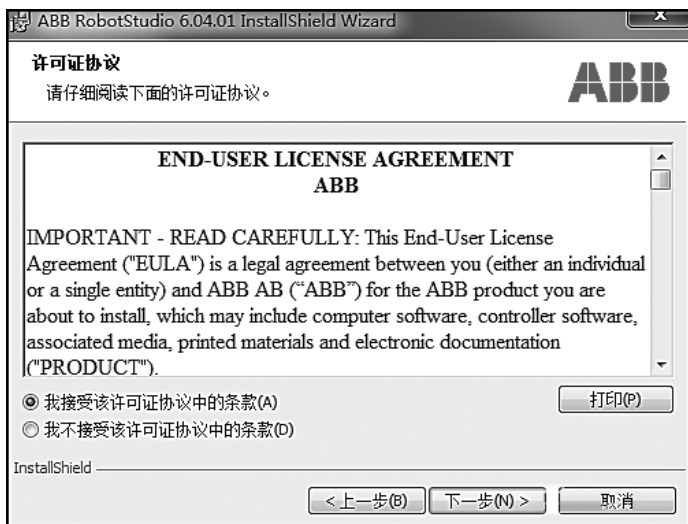 ABB RobotStudio 6.04.01 InstallShield Wizard
X
许可证协议
请仔细阅读下面的许可证协议。
ABB
END-USER LICENSE AGREEMENT
ABB
IMPORTANT - READ CAREFULLY: This End-User License
Agreement ("EULA") is a legal agreement between you (either an individual
or a single entity) and ABB AB (“ABB”) for the ABB product you are
about to install, which may include computer software, controller software,
associated media, printed materials and electronic documentation
("PRODUCT").
我接受该许可证协议中的条款(A)
打印(P)
我不接受该许可证协议中的条款(D)
InstallShield
<上一步(B) 下一步(N) > 取消